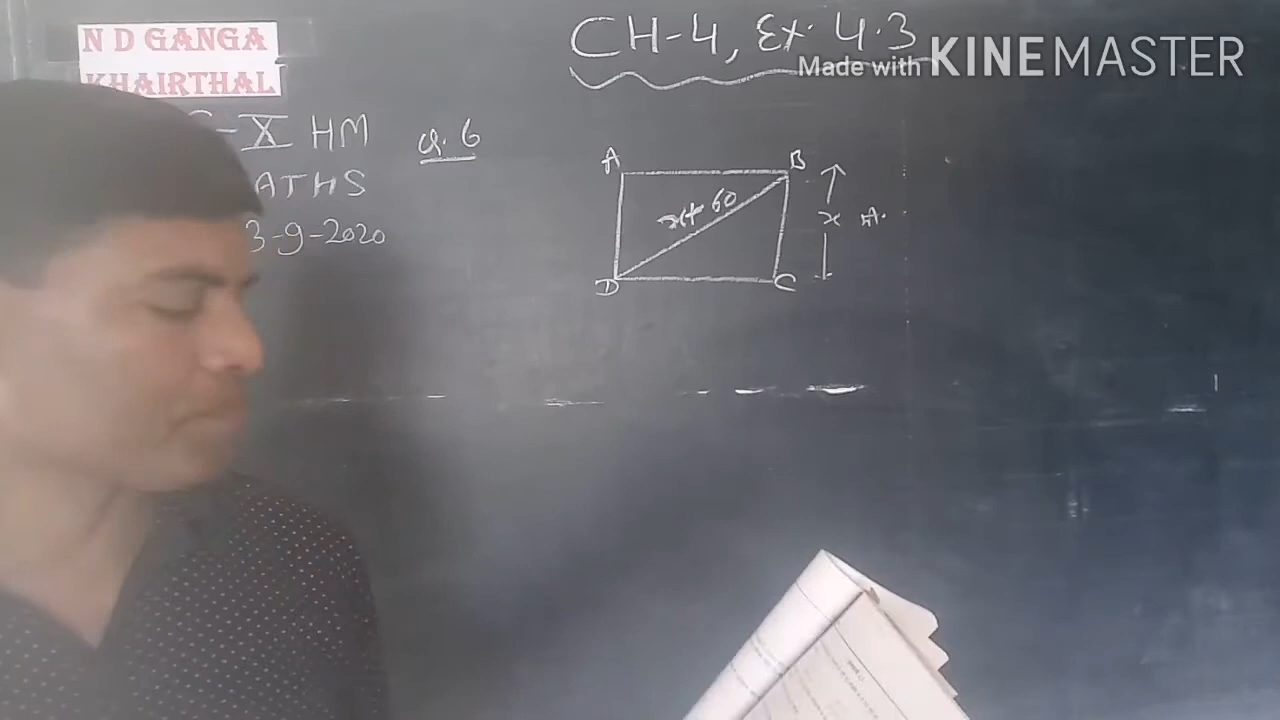 N D GANGA
KHAIRTHAL
CH-4, Ex. 4.3
Made with KINEMASTER
X HM
Q. 6
ATHS
3-9-2020
A
B
x+60
x
D
C